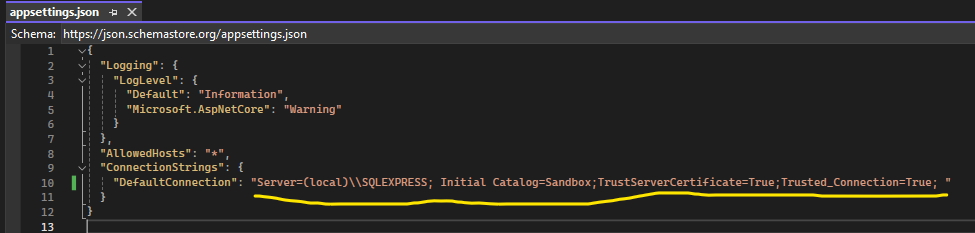 appsettings.json
Schema: https://json.schemastore.org/appsettings.json
1 {
2 "Logging": {
3 "LogLevel": {
4 "Default": "Information",
5 "Microsoft.AspNetCore": "Warning"
6 }
7 },
8 "AllowedHosts": "*",
9 "ConnectionStrings": {
10 "DefaultConnection": "Server=(local)\\SQLEXPRESS; Initial Catalog=Sandbox;TrustServerCertificate=True;Trusted_Connection=True; "
11 }
12 }
13